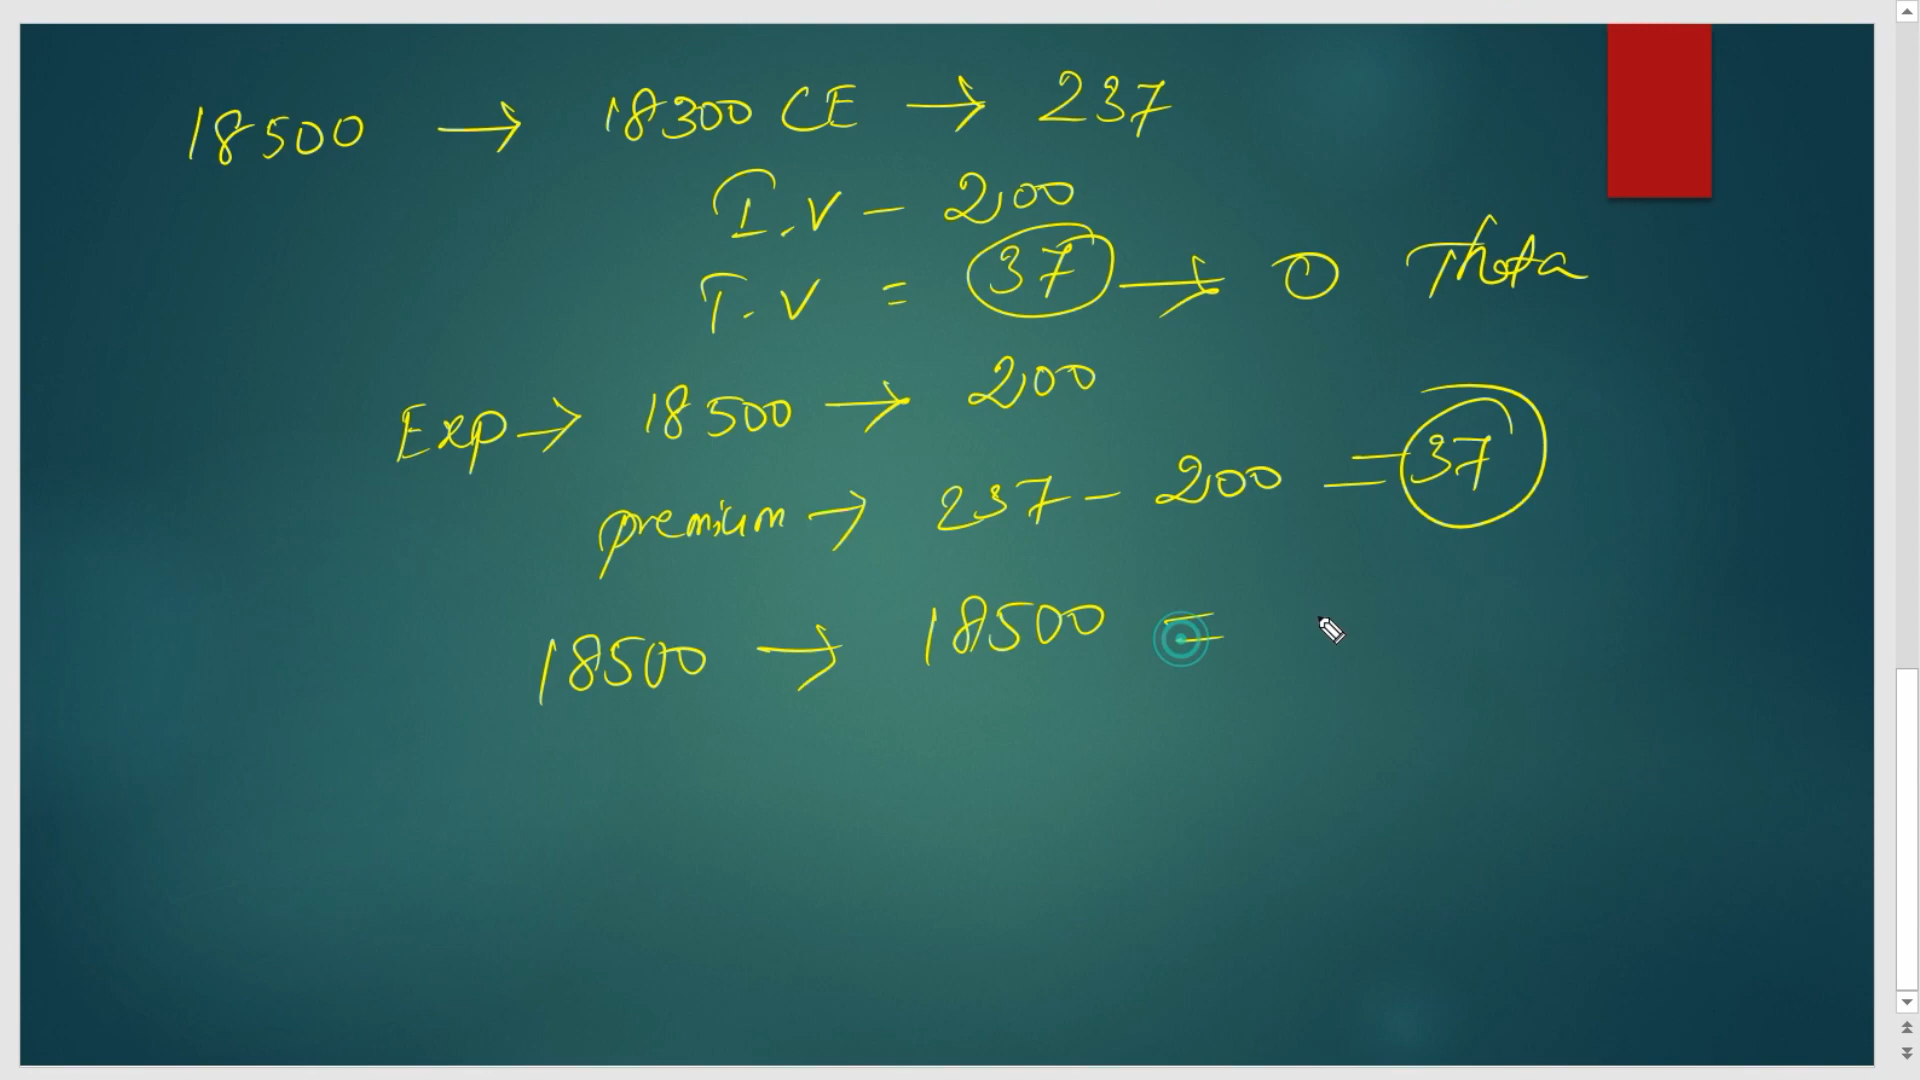 18500 → 18300 CE → 237
I.V - 200
T.V = 37 → 0 Theta
Exp → 18500 → 200
premium → 237 - 200 = 37
18500 → 18500 =